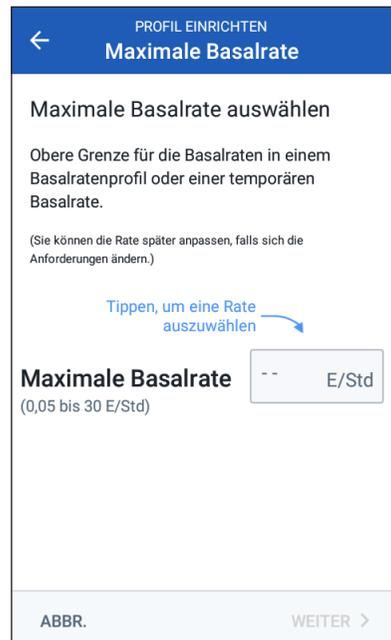 PROFIL EINRICHTEN
Maximale Basalrate
Maximale Basalrate auswählen
Obere Grenze für die Basalraten in einem
Basalratenprofil oder einer temporären
Basalrate.
(Sie können die Rate später anpassen, falls sich die
Anforderungen ändern.)
Tippen, um eine Rate
auszuwählen
Maximale Basalrate
-- E/Std
(0,05 bis 30 E/Std)
ABBR.
WEITER